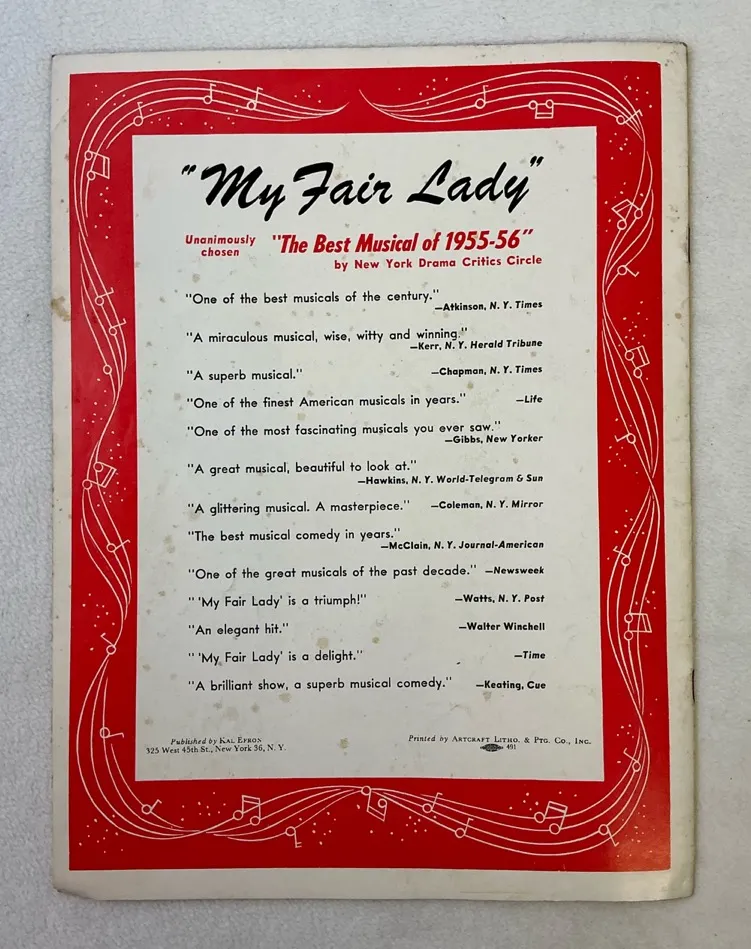 "My Fair Lady"
Unanimously chosen "The Best Musical of 1955-56"
by New York Drama Critics Circle
"One of the best musicals of the century."
—Atkinson, N. Y. Times
"A miraculous musical, wise, witty and winning."
—Kerr, N. Y. Herald Tribune
"A superb musical." —Chapman, N. Y. Times
"One of the finest American musicals in years." —Life
"One of the most fascinating musicals you ever saw."
—Gibbs, New Yorker
"A great musical, beautiful to look at."
—Hawkins, N. Y. World-Telegram & Sun
"A glittering musical. A masterpiece." —Coleman, N. Y. Mirror
"The best musical comedy in years."
—McClain, N. Y. Journal-American
"One of the great musicals of the past decade." —Newsweek
" 'My Fair Lady' is a triumph!" —Watts, N. Y. Post
"An elegant hit." —Walter Winchell
" 'My Fair Lady' is a delight." —Time
"A brilliant show, a superb musical comedy." —Keating, Cue
Published by Kal Efron
325 West 45th St., New York 36, N. Y.
Printed by Artcraft Litho. & Ptg. Co., Inc.
491